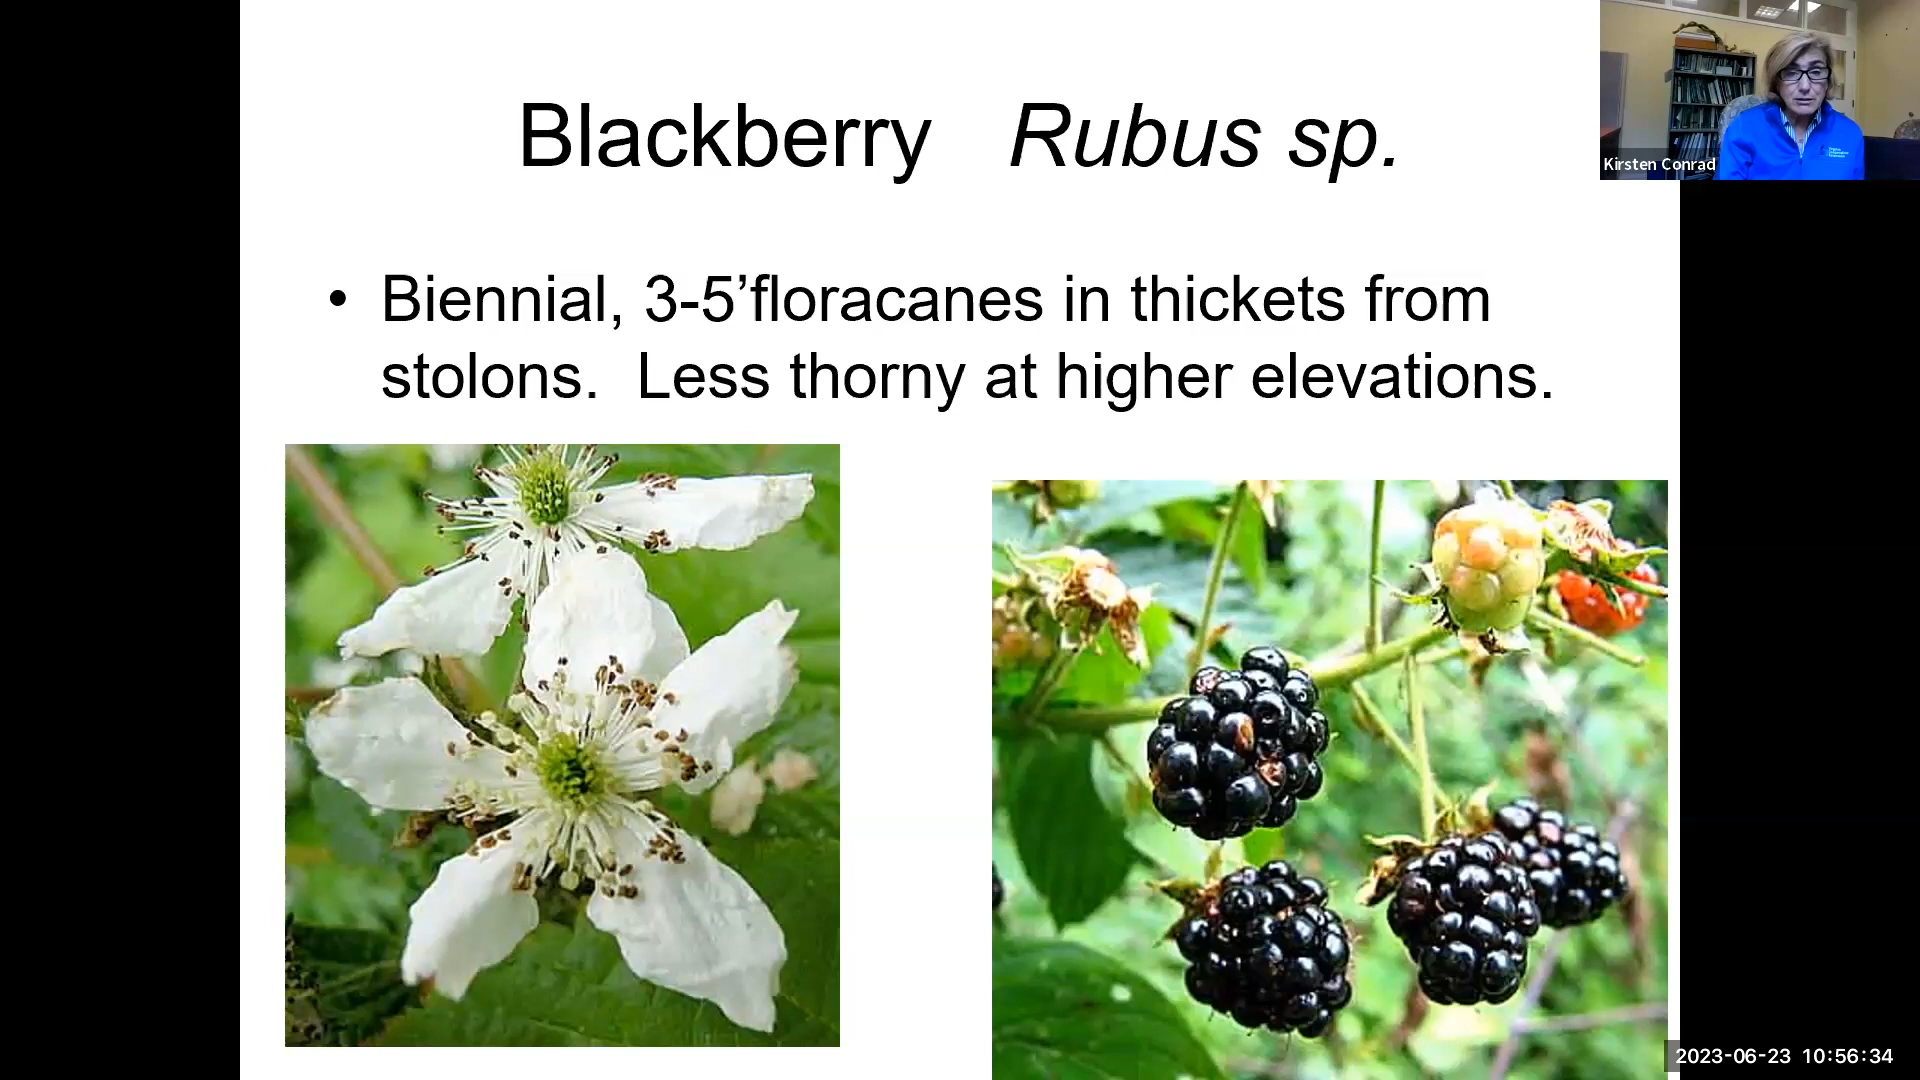 Blackberry Rubus sp.
Kirsten Conrad
• Biennial, 3-5’floracanes in thickets from
stolons. Less thorny at higher elevations.
2023-06-23 10:56:34